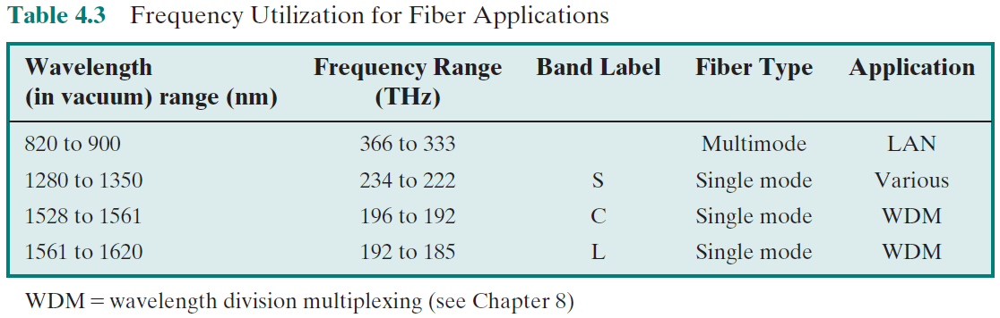 Table 4.3 Frequency Utilization for Fiber Applications
Wavelength (in vacuum) range (nm) Frequency Range (THz) Band Label Fiber Type Application
820 to 900 366 to 333 Multimode LAN
1280 to 1350 234 to 222 S Single mode Various
1528 to 1561 196 to 192 C Single mode WDM
1561 to 1620 192 to 185 L Single mode WDM
WDM = wavelength division multiplexing (see Chapter 8)